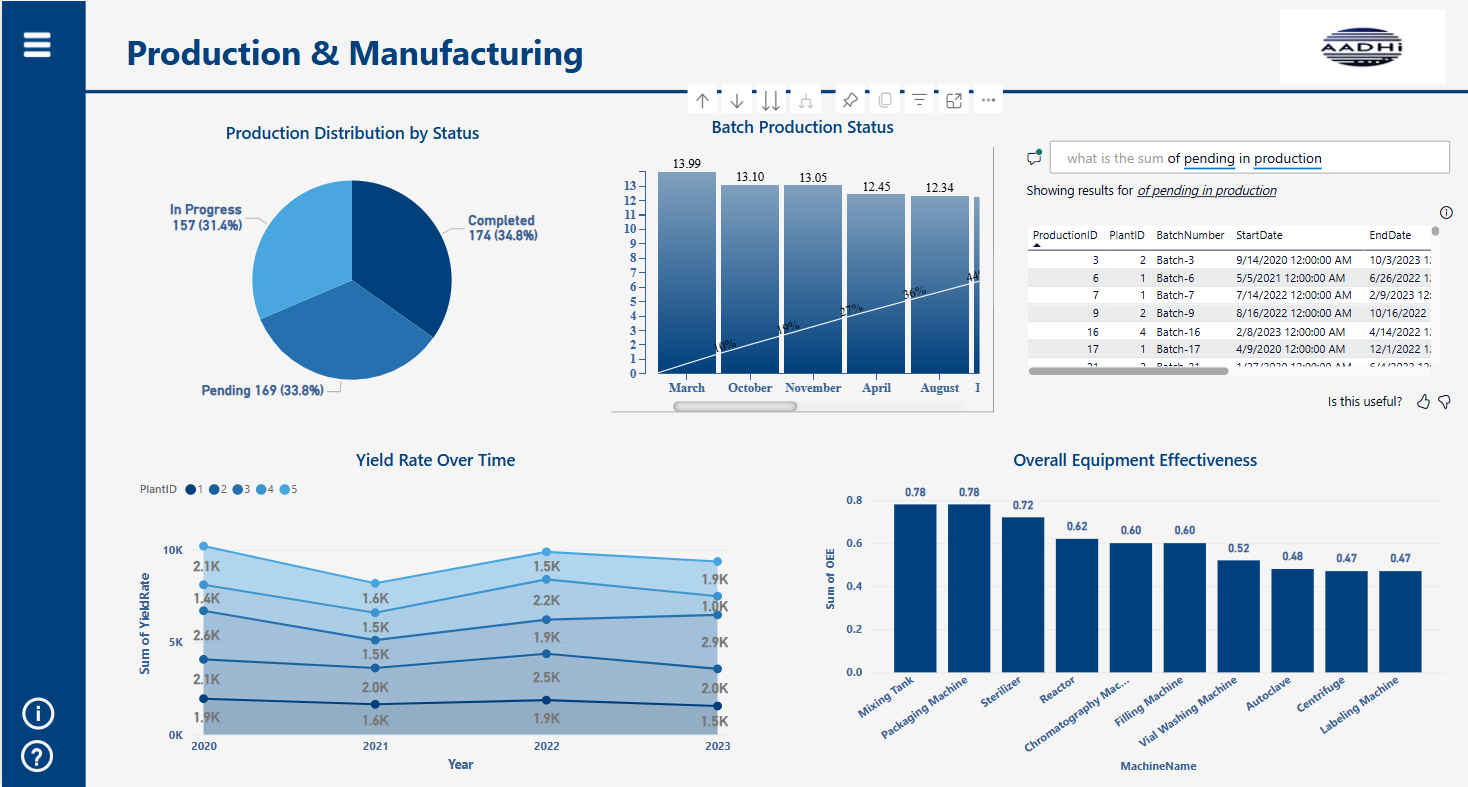 Production & Manufacturing
AADHi
Production Distribution by Status
In Progress
157 (31.4%)
Completed
174 (34.8%)
Pending 169 (33.8%)
Batch Production Status
13.99
13.10
13.05
12.45
12.34
13
12
11
10
9
8
7
6
5
4
3
2
1
0
10%
19%
27%
36%
March
October
November
April
August
what is the sum of pending in production
Showing results for of pending in production
ProductionID PlantID BatchNumber StartDate EndDate
3 2 Batch-3 9/14/2020 12:00:00 AM 10/3/2023 1
6 1 Batch-6 5/5/2021 12:00:00 AM 6/26/2022 1
7 1 Batch-7 7/14/2022 12:00:00 AM 2/9/2023 12:
9 2 Batch-9 8/16/2022 12:00:00 AM 10/16/2022
16 4 Batch-16 2/8/2023 12:00:00 AM 4/14/2022 1
17 1 Batch-17 4/9/2020 12:00:00 AM 12/1/2022 1
Is this useful?
Yield Rate Over Time
PlantID 1 2 3 4 5
Sum of YieldRate
10K
5K
0K
2.1K
1.4K
2.6K
2.1K
1.9K
1.6K
1.5K
1.5K
2.0K
1.6K
1.5K
2.2K
1.9K
2.5K
1.9K
1.9K
1.0K
2.9K
2.0K
1.5K
2020
2021
2022
2023
Year
Overall Equipment Effectiveness
Sum of OEE
0.8
0.6
0.4
0.2
0.0
0.78
0.78
0.72
0.62
0.60
0.60
0.52
0.48
0.47
0.47
Mixing Tank
Packaging Machine
Sterilizer
Reactor
Chromatography Mac...
Filling Machine
Vial Washing Machine
Autoclave
Centrifuge
Labeling Machine
MachineName